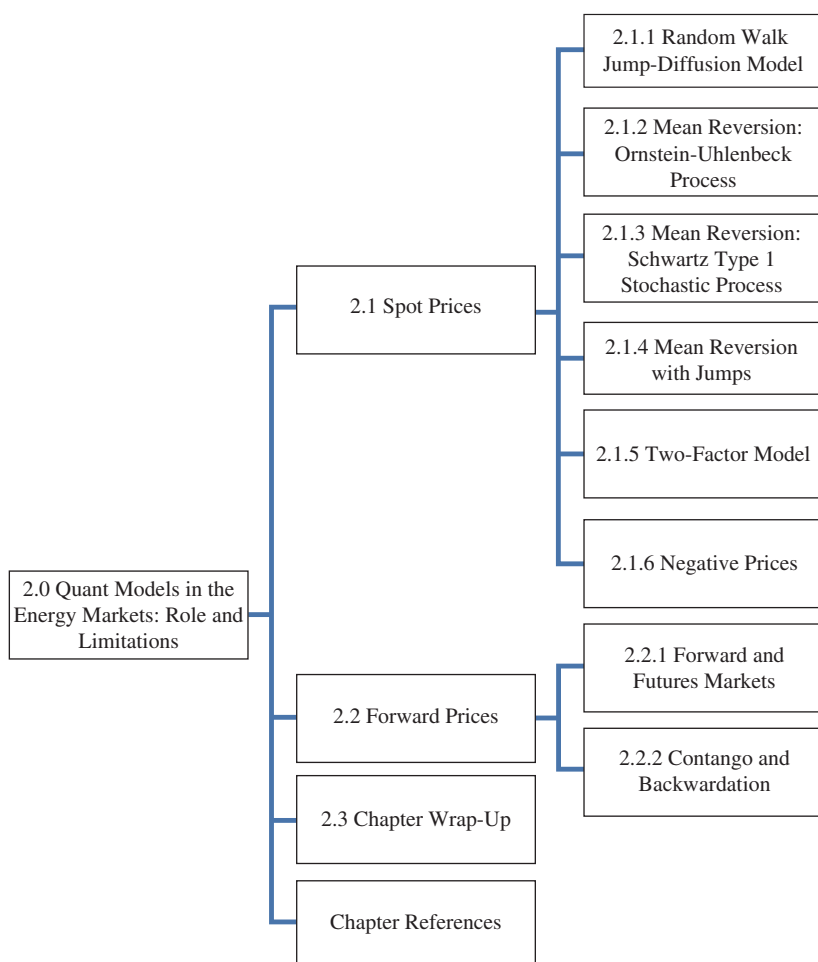 2.0 Quant Models in the
Energy Markets: Role and
Limitations
2.1 Spot Prices
2.1.1 Random Walk
Jump-Diffusion Model
2.1.2 Mean Reversion:
Ornstein-Uhlenbeck
Process
2.1.3 Mean Reversion:
Schwartz Type 1
Stochastic Process
2.1.4 Mean Reversion
with Jumps
2.1.5 Two-Factor Model
2.1.6 Negative Prices
2.2 Forward Prices
2.2.1 Forward and
Futures Markets
2.2.2 Contango and
Backwardation
2.3 Chapter Wrap-Up
Chapter References